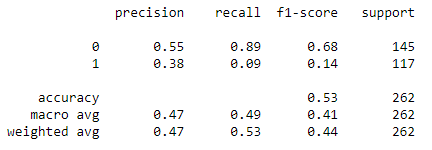 precision recall f1-score support
0 0.55 0.89 0.68 145
1 0.38 0.09 0.14 117
accuracy 0.53 262
macro avg 0.47 0.49 0.41 262
weighted avg 0.47 0.53 0.44 262